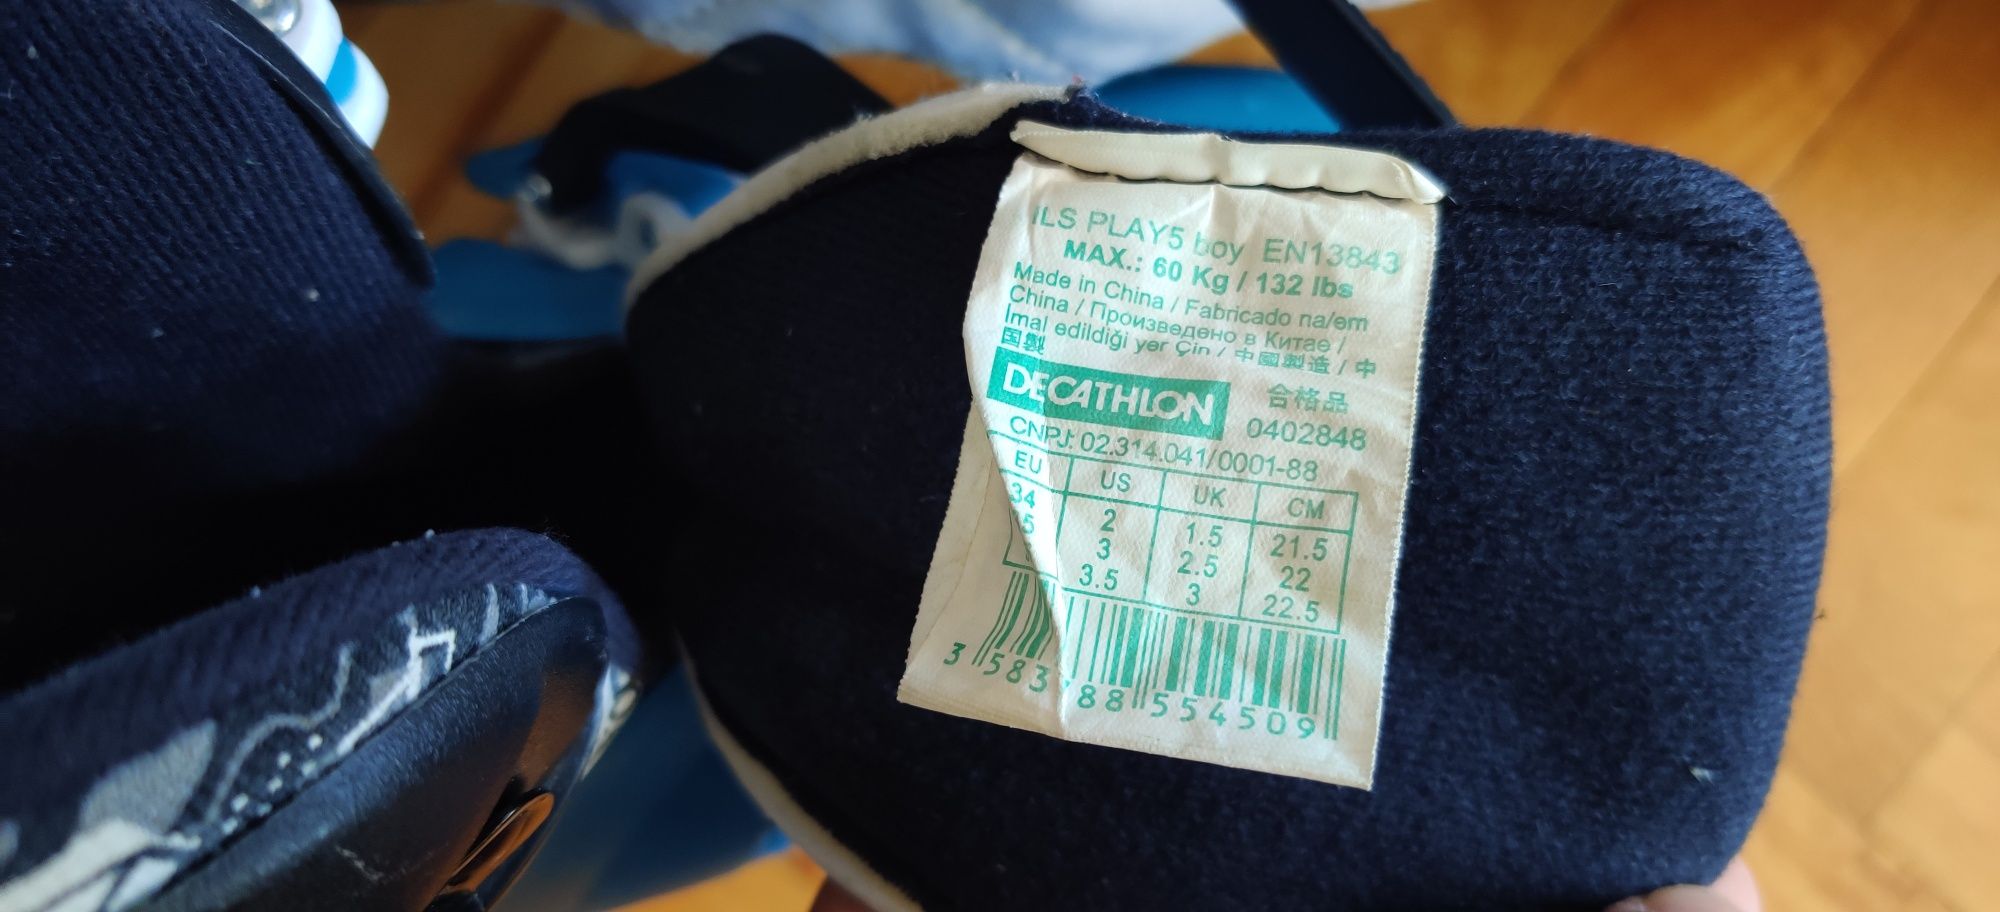 ILS PLAY5 boy EN13843
MAX.: 60 Kg / 132 lbs
Made in China / Fabricado na/em
China / Произведено в Китае /
İmal edildiği yer Çin / 中國製造 / 中
国製
DECATHLON 合格品
0402848
CNPJ: 02.314.041/0001-88
EU US UK CM
34 2 1.5 21.5
5 3 2.5 22
3.5 3 22.5
3 583 88 554509